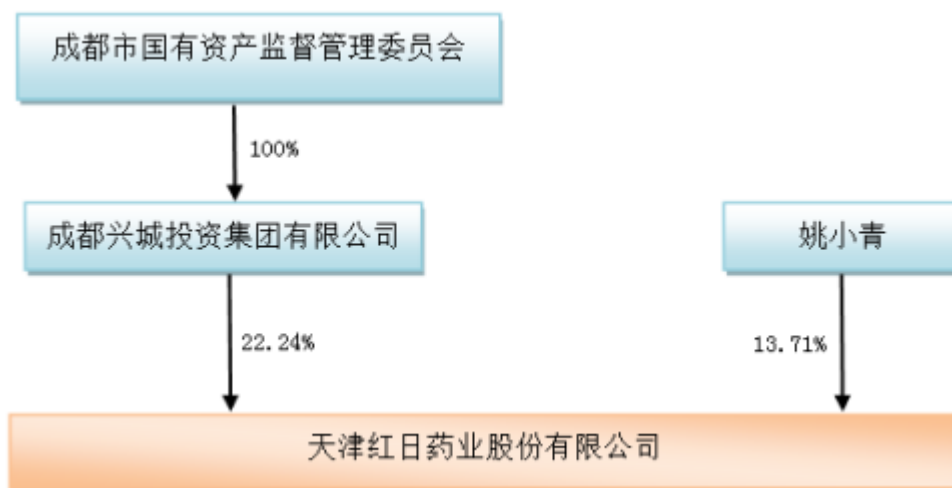 成都市国有资产监督管理委员会
100%
成都兴城投资集团有限公司
姚小青
22.24%
13.71%
天津红日药业股份有限公司